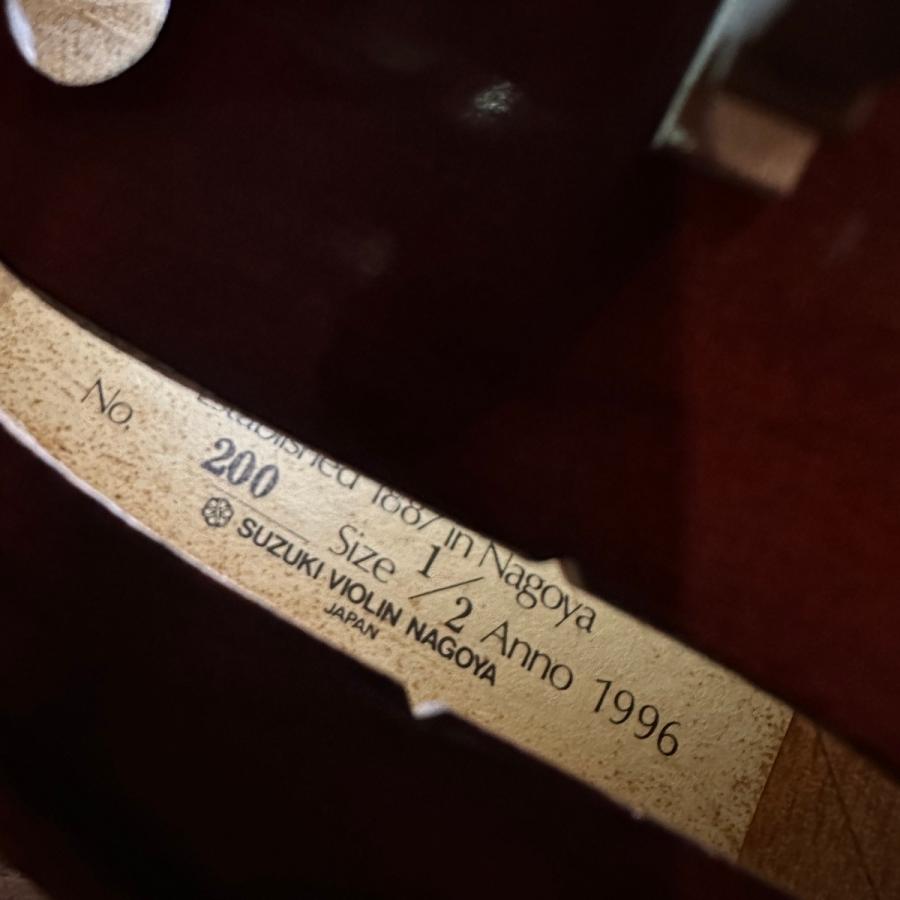 Established 1887 in Nagoya
No. 200 Size 1/2 Anno 1996
SUZUKI VIOLIN NAGOYA
JAPAN